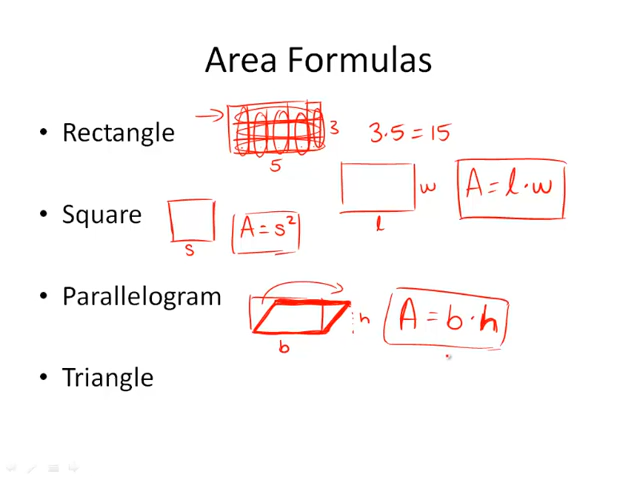 Area Formulas
• Rectangle
3
3·5=15
5
w
A=l·w
l
• Square
A=s²
s
• Parallelogram
h
A=b·h
b
• Triangle